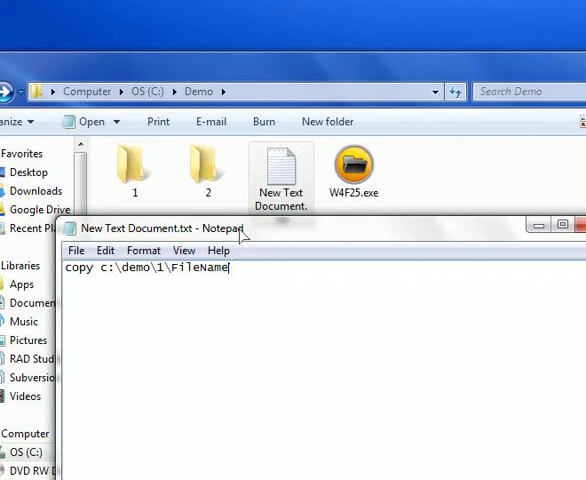 Computer OS (C:) Demo Search Demo
anize Open Print E-mail Burn New folder
Favorites
Desktop
Downloads
Google Drive
Recent Pl
Libraries
Apps
Documen
Music
Pictures
RAD Stud
Subversio
Videos
Computer
OS (C:)
DVD RW D
1
2
New Text
Document.
W4F25.exe
New Text Document.txt - Notepad
File Edit Format View Help
copy c:\demo\1\FileName